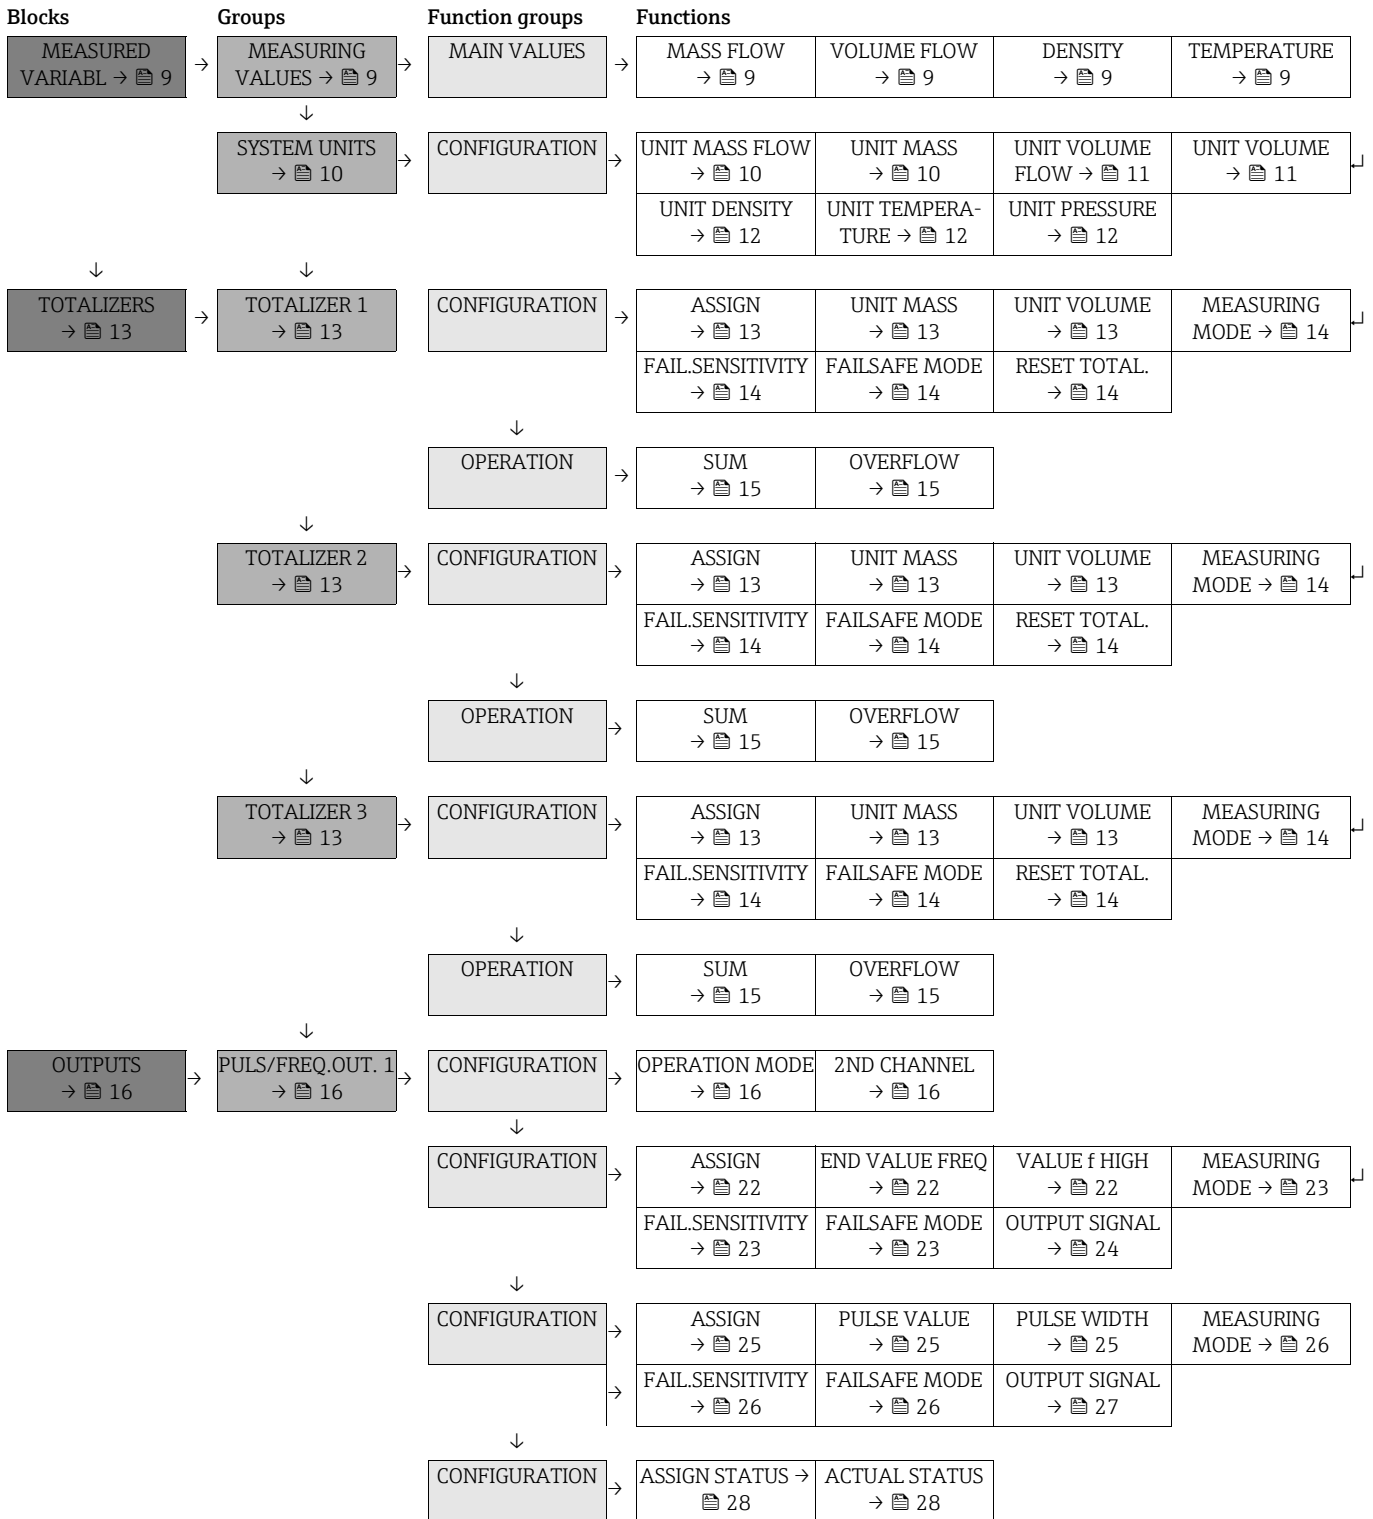 Blocks Groups Function groups Functions
MEASURED MEASURING MAIN VALUES MASS FLOW VOLUME FLOW DENSITY TEMPERATURE
VARIABL → 9 → VALUES → 9 → → → 9 → 9 → 9 → 9
↓
SYSTEM UNITS CONFIGURATION UNIT MASS FLOW UNIT MASS UNIT VOLUME UNIT VOLUME
→ 10 → → → 10 → 10 FLOW → 11 → 11 ↵
UNIT DENSITY UNIT TEMPERA- UNIT PRESSURE
→ 12 TURE → 12 → 12
↓ ↓
TOTALIZERS TOTALIZER 1 CONFIGURATION ASSIGN UNIT MASS UNIT VOLUME MEASURING
→ 13 → → 13 → → 13 → 13 → 13 MODE → 14 ↵
FAIL.SENSITIVITY FAILSAFE MODE RESET TOTAL.
→ 14 → 14 → 14
↓
OPERATION SUM OVERFLOW
→ → 15 → 15
↓
TOTALIZER 2 CONFIGURATION ASSIGN UNIT MASS UNIT VOLUME MEASURING
→ 13 → → → 13 → 13 → 13 MODE → 14 ↵
FAIL.SENSITIVITY FAILSAFE MODE RESET TOTAL.
→ 14 → 14 → 14
↓
OPERATION SUM OVERFLOW
→ → 15 → 15
↓
TOTALIZER 3 CONFIGURATION ASSIGN UNIT MASS UNIT VOLUME MEASURING
→ 13 → → → 13 → 13 → 13 MODE → 14 ↵
FAIL.SENSITIVITY FAILSAFE MODE RESET TOTAL.
→ 14 → 14 → 14
↓
OPERATION SUM OVERFLOW
→ → 15 → 15
↓
OUTPUTS PULS/FREQ.OUT. 1 CONFIGURATION OPERATION MODE 2ND CHANNEL
→ 16 → → 16 → → → 16 → 16
↓
CONFIGURATION ASSIGN END VALUE FREQ VALUE f HIGH MEASURING
→ → 22 → 22 → 22 MODE → 23 ↵
FAIL.SENSITIVITY FAILSAFE MODE OUTPUT SIGNAL
→ 23 → 23 → 24
↓
CONFIGURATION ASSIGN PULSE VALUE PULSE WIDTH MEASURING
→ → 25 → 25 → 25 MODE → 26
FAIL.SENSITIVITY FAILSAFE MODE OUTPUT SIGNAL
→ → 26 → 26 → 27
↓
CONFIGURATION ASSIGN STATUS → ACTUAL STATUS
→ 28 → 28